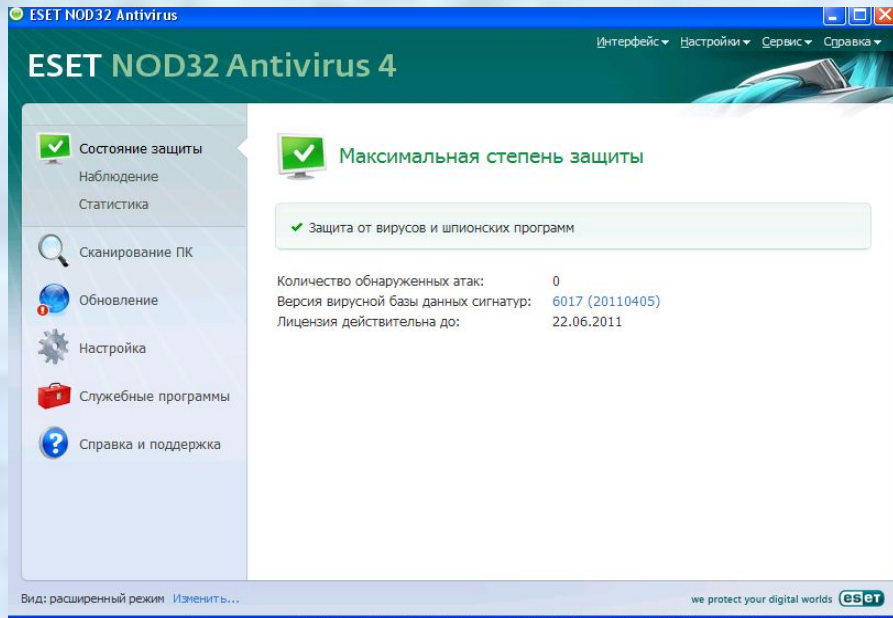 ESET NOD32 Antivirus
Интерфейс Настройки Сервис Справка
ESET NOD32 Antivirus 4
Состояние защиты
Наблюдение
Статистика
Сканирование ПК
Обновление
Настройка
Служебные программы
Справка и поддержка
Максимальная степень защиты
Защита от вирусов и шпионских программ
Количество обнаруженных атак: 0
Версия вирусной базы данных сигнатур: 6017 (20110405)
Лицензия действительна до: 22.06.2011
Вид: расширенный режим Изменить...
we protect your digital worlds eseT